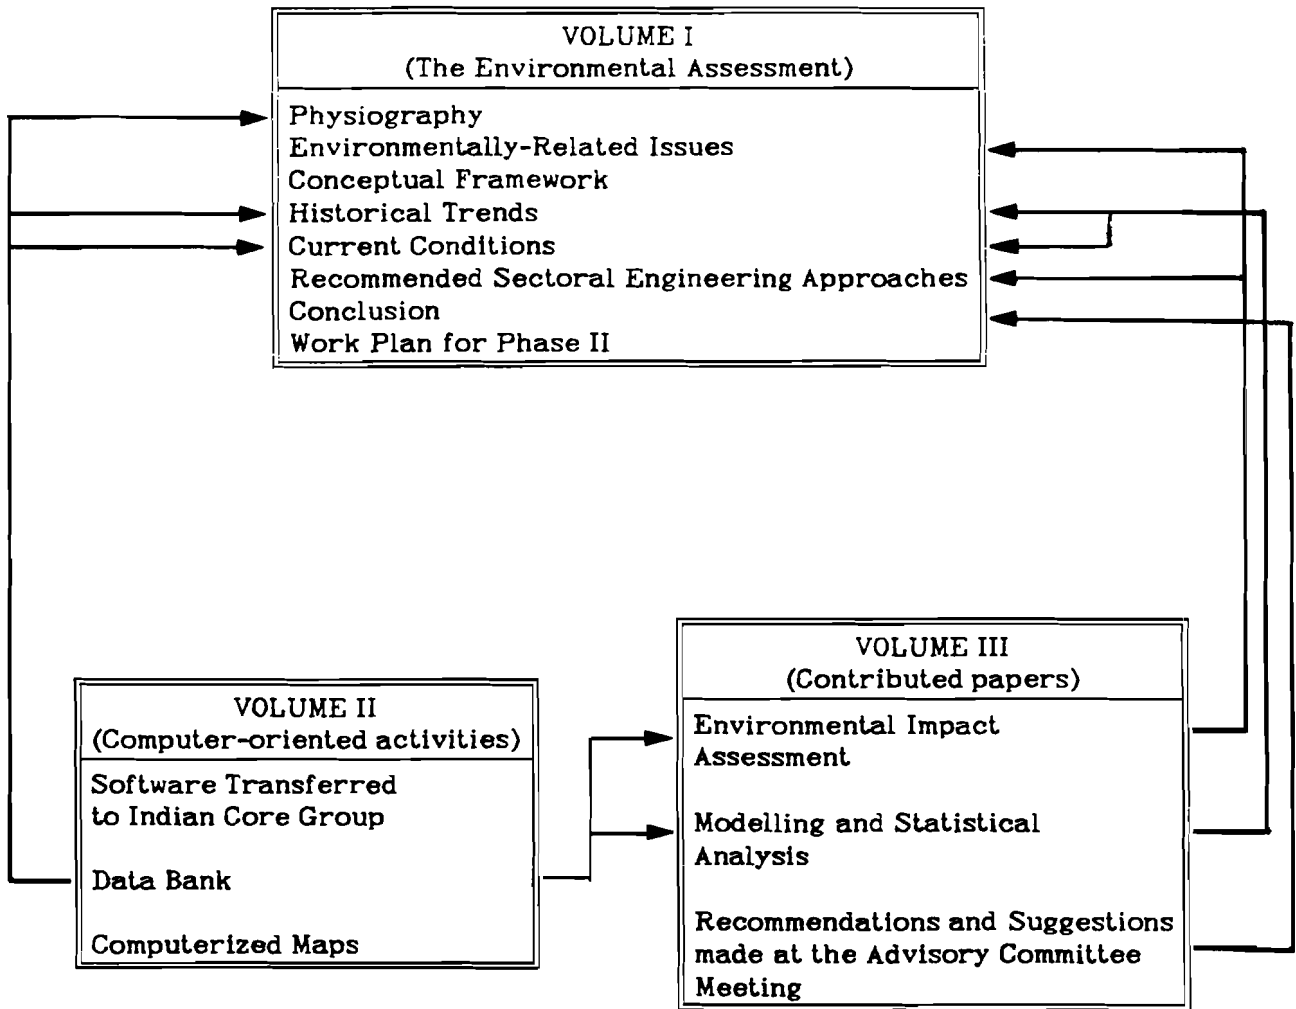 VOLUME I
(The Environmental Assessment)
Physiography
Environmentally-Related Issues
Conceptual Framework
Historical Trends
Current Conditions
Recommended Sectoral Engineering Approaches
Conclusion
Work Plan for Phase II
VOLUME II
(Computer-oriented activities)
Software Transferred
to Indian Core Group
Data Bank
Computerized Maps
VOLUME III
(Contributed papers)
Environmental Impact
Assessment
Modelling and Statistical
Analysis
Recommendations and Suggestions
made at the Advisory Committee
Meeting